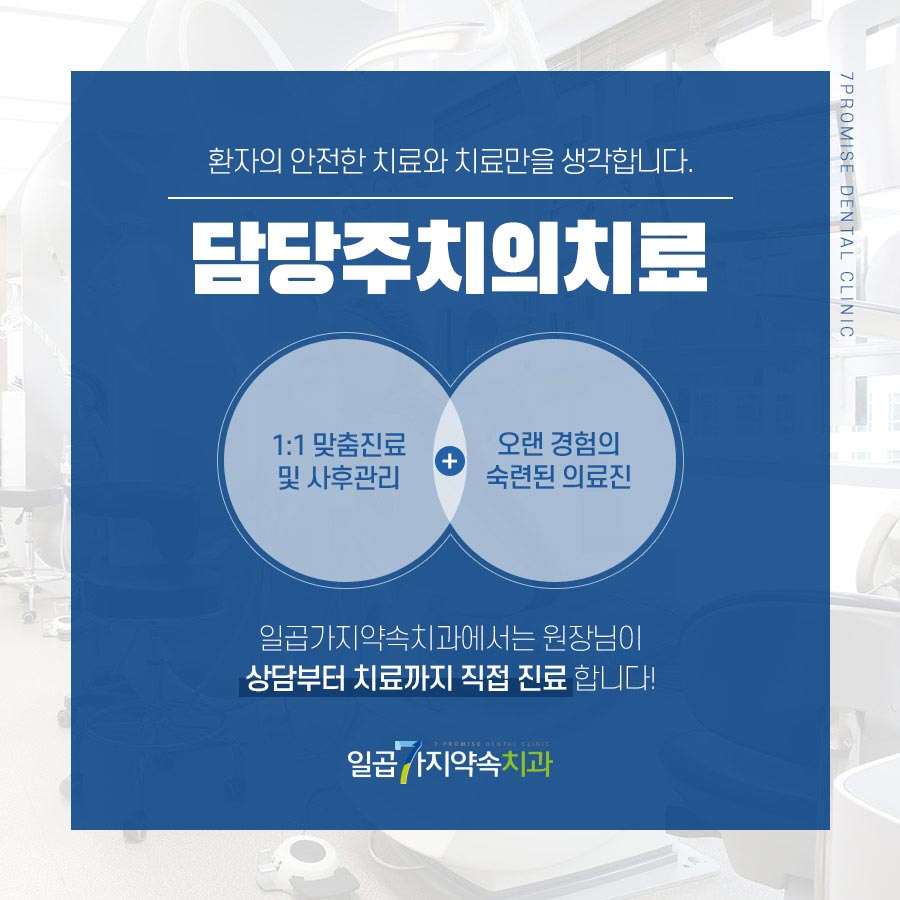 환자의 안전한 치료와 치료만을 생각합니다.
담당주치의치료
1:1 맞춤진료
및 사후관리
+
오랜 경험의
숙련된 의료진
일곱가지약속치과에서는 원장님이
상담부터 치료까지 직접 진료 합니다!
7 PROMISE DENTAL CLINIC
일곱7가지약속치과
7PROMISE DENTAL CLINIC